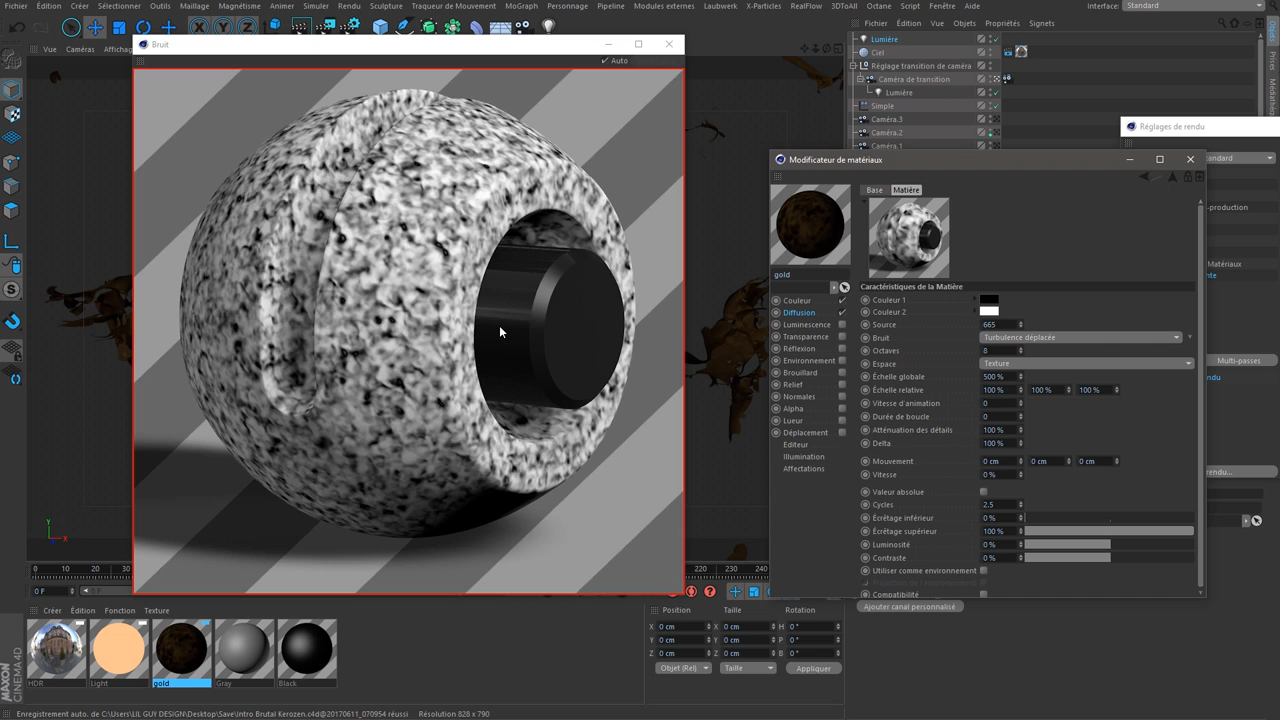 Fichier Édition Créer Sélectionner Outils Maillage Magnétisme Animer Simuler Rendu Sculpture Traqueur de Mouvement MoGraph Personnage Pipeline Modules externes Laubwerk X-Particles RealFlow 3DToAll Octane Script Fenêtre Aide Interface: Standard
Fichier Édition Vue Objets Propriétés Signets
X Y Z
Bruit
Auto
Vue Caméras Affichag
Lumière
Ciel
Réglage transition de caméra
Caméra de transition
Lumière
Simple
Caméra.3
Caméra.2
Caméra.1
Objets
Prises
Réglages de rendu
tandard
-production
Matériaux
nte
Multi-passes
ndu
rendu...
Modificateur de matériaux
Base Matière
gold
Couleur
Diffusion
Luminescence
Transparence
Réflexion
Environnement
Brouillard
Relief
Normales
Alpha
Lueur
Déplacement
Editeur
Illumination
Affectations
Caractéristiques de la Matière
Couleur 1
Couleur 2
Source 665
Bruit Turbulence déplacée
Octaves 8
Espace Texture
Échelle globale 500 %
Échelle relative 100 % 100 % 100 %
Vitesse d'animation 0
Durée de boucle 0
Atténuation des détails 100 %
Delta 100 %
Mouvement 0 cm 0 cm 0 cm
Vitesse 0 %
Valeur absolue
Cycles 2.5
Écrêtage inférieur 0 %
Écrêtage supérieur 100 %
Luminosité 0 %
Contraste 0 %
Utiliser comme environnement
Compatibilité
Ajouter canal personnalisé
Y
X
0 10 20 30 40 220 230 240
0 F
Créer Édition Fonction Texture
HDR Light gold Gray Black
Position Taille Rotation
X 0 cm X 0 cm H 0 °
Y 0 cm Y 0 cm P 0 °
Z 0 cm Z 0 cm B 0 °
Objet (Rel) Taille Appliquer
MAXON
CINEMA 4D
Enregistrement auto. de C:\Users\LIL GUY DESIGN\Desktop\Save\Intro Brutal Kerozen.c4d@20170611_070954 réussi Résolution 828 x 790